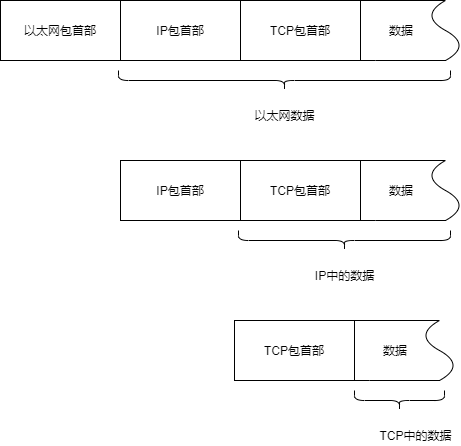 以太网包首部 IP包首部 TCP包首部 数据
以太网数据
IP包首部 TCP包首部 数据
IP中的数据
TCP包首部 数据
TCP中的数据